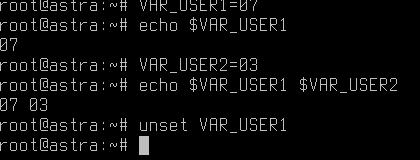 root@astra:~# VAR_USER1=07
root@astra:~# echo $VAR_USER1
07
root@astra:~# VAR_USER2=03
root@astra:~# echo $VAR_USER1 $VAR_USER2
07 03
root@astra:~# unset VAR_USER1
root@astra:~#